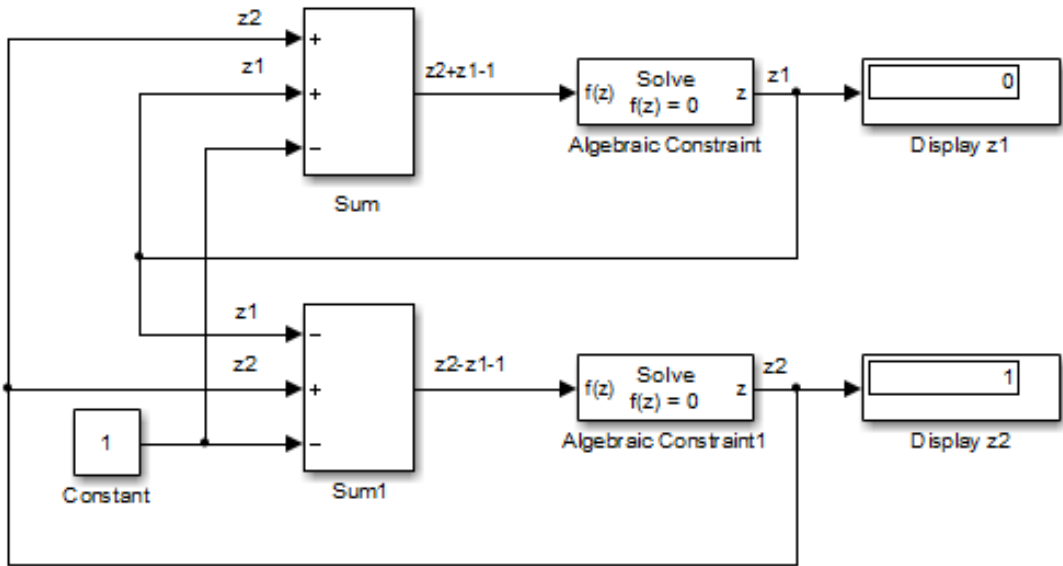 z2
+
z1
+
−
z2+z1-1
Sum
f(z)
Solve
f(z) = 0
z
Algebraic Constraint
z1
0
Display z1
z1
−
z2
+
−
z2-z1-1
Sum1
f(z)
Solve
f(z) = 0
z
Algebraic Constraint1
z2
1
Display z2
1
Constant